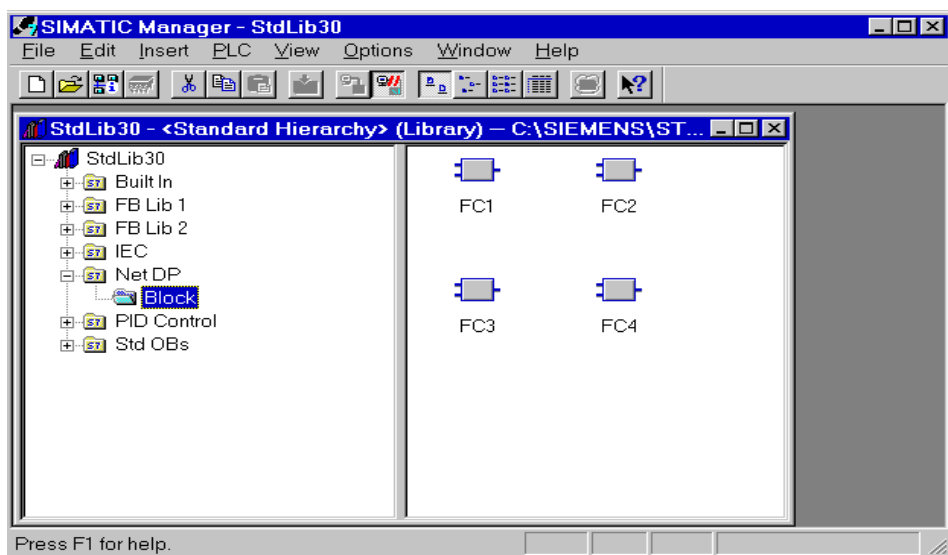 SIMATIC Manager - StdLib30
File Edit Insert PLC View Options Window Help
StdLib30 - <Standard Hierarchy> (Library) — C:\SIEMENS\ST...
StdLib30
Built In
FB Lib 1
FB Lib 2
IEC
Net DP
Block
PID Control
Std OBs
FC1 FC2
FC3 FC4
Press F1 for help.